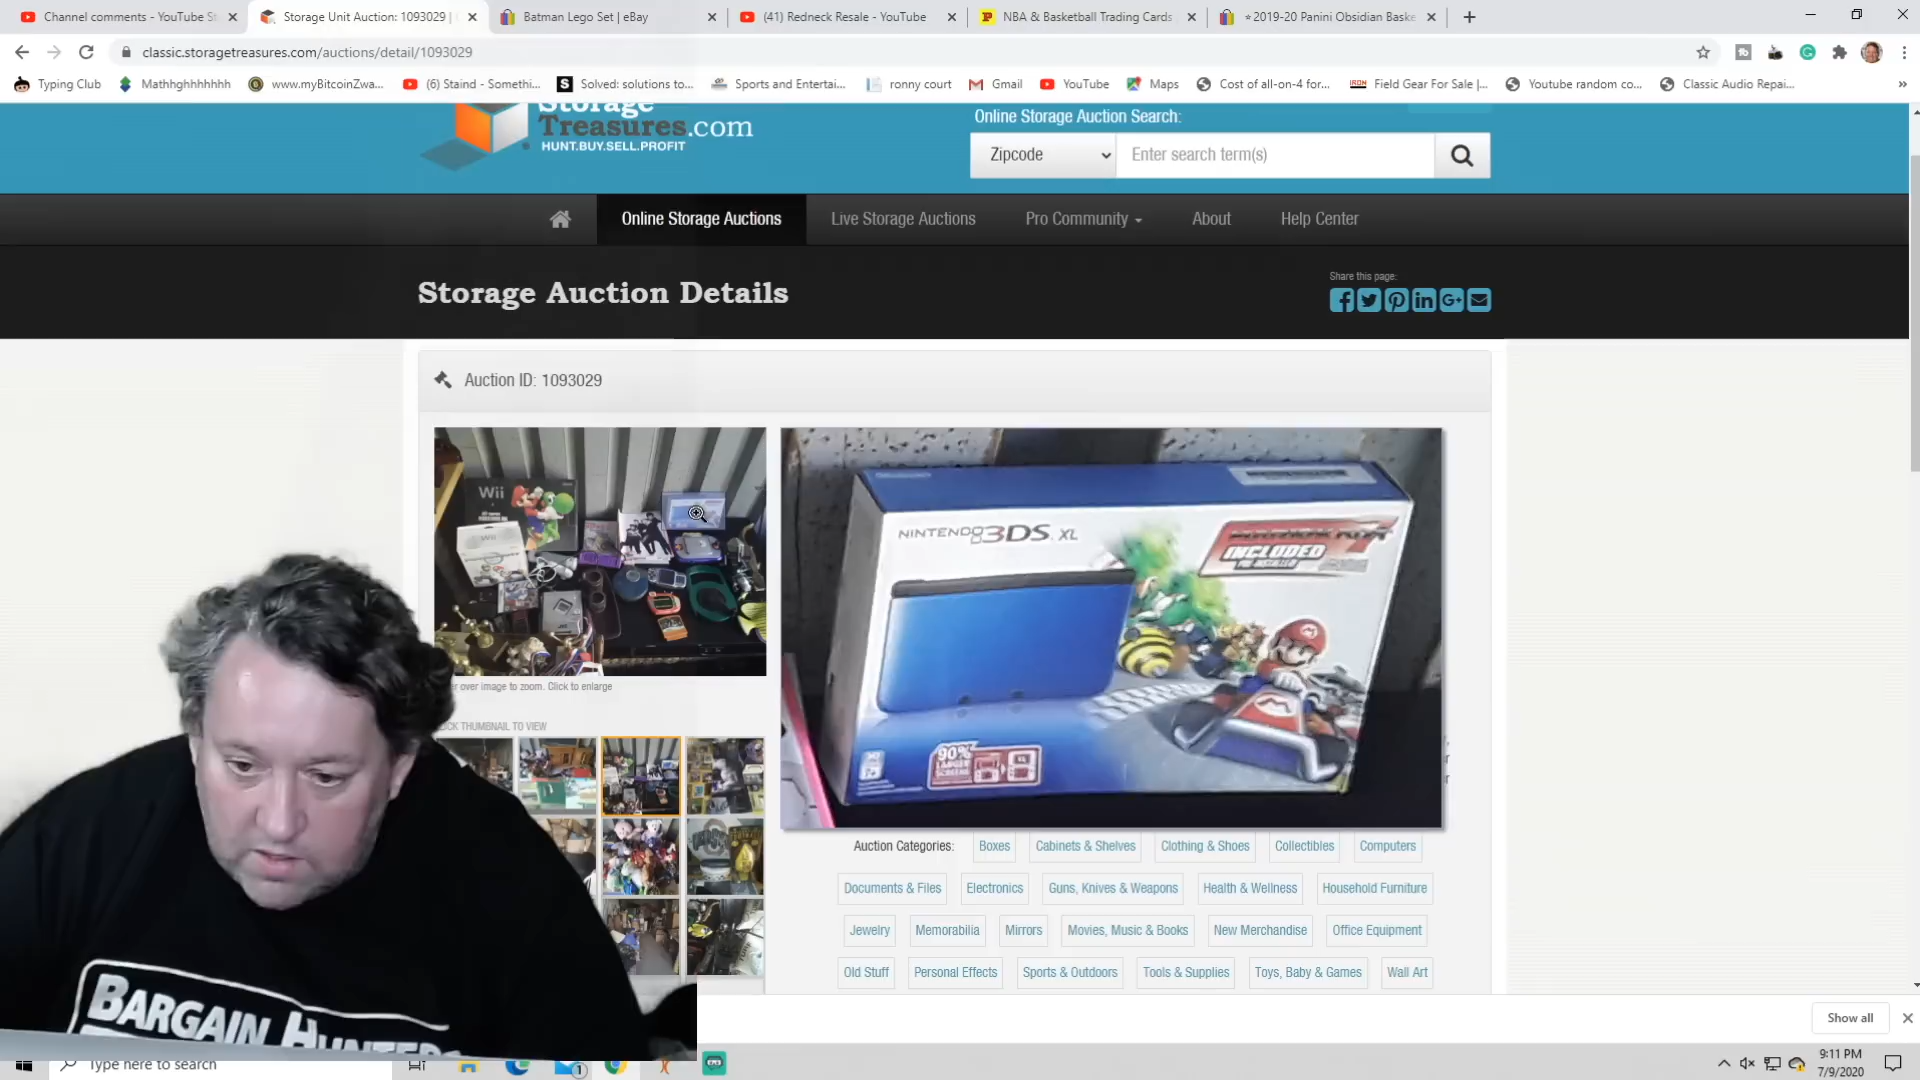 Channel comments - YouTube St
Storage Unit Auction: 1093029 |
Batman Lego Set | eBay
(41) Redneck Resale - YouTube
NBA & Basketball Trading Cards
⭐2019-20 Panini Obsidian Baske
classic.storagetreasures.com/auctions/detail/1093029
Typing Club
Mathhghhhhhhh
www.myBitcoinZwa...
(6) Staind - Somethi...
Solved: solutions to...
Sports and Entertai...
ronny court
Gmail
YouTube
Maps
Cost of all-on-4 for...
Field Gear For Sale |...
Youtube random co...
Classic Audio Repai...
Storage
Treasures.com
HUNT.BUY.SELL.PROFIT
Online Storage Auction Search:
Zipcode
Enter search term(s)
Online Storage Auctions
Live Storage Auctions
Pro Community
About
Help Center
Storage Auction Details
Share this page:
Auction ID: 1093029
Wii
NINTENDO 3DS XL
INCLUDED
90%
er over image to zoom. Click to enlarge
CK THUMBNAIL TO VIEW
Auction Categories:
Boxes
Cabinets & Shelves
Clothing & Shoes
Collectibles
Computers
Documents & Files
Electronics
Guns, Knives & Weapons
Health & Wellness
Household Furniture
Jewelry
Memorabilia
Mirrors
Movies, Music & Books
New Merchandise
Office Equipment
Old Stuff
Personal Effects
Sports & Outdoors
Tools & Supplies
Toys, Baby & Games
Wall Art
BARGAIN HUNTER
Show all
Type here to search
1
9:11 PM
7/9/2020